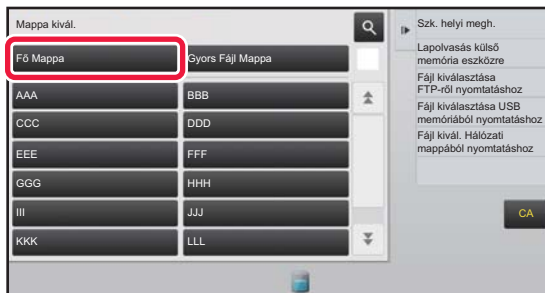 Mappa kivál.
Fő Mappa
Gyors Fájl Mappa
AAA
BBB
CCC
DDD
EEE
FFF
GGG
HHH
III
JJJ
KKK
LLL
Szk. helyi megh.
Lapolvasás külső
memória eszközre
Fájl kiválasztása
FTP-ről nyomtatáshoz
Fájl kiválasztása USB
memóriából nyomtatáshoz
Fájl kivál. Hálózati
mappából nyomtatáshoz
CA